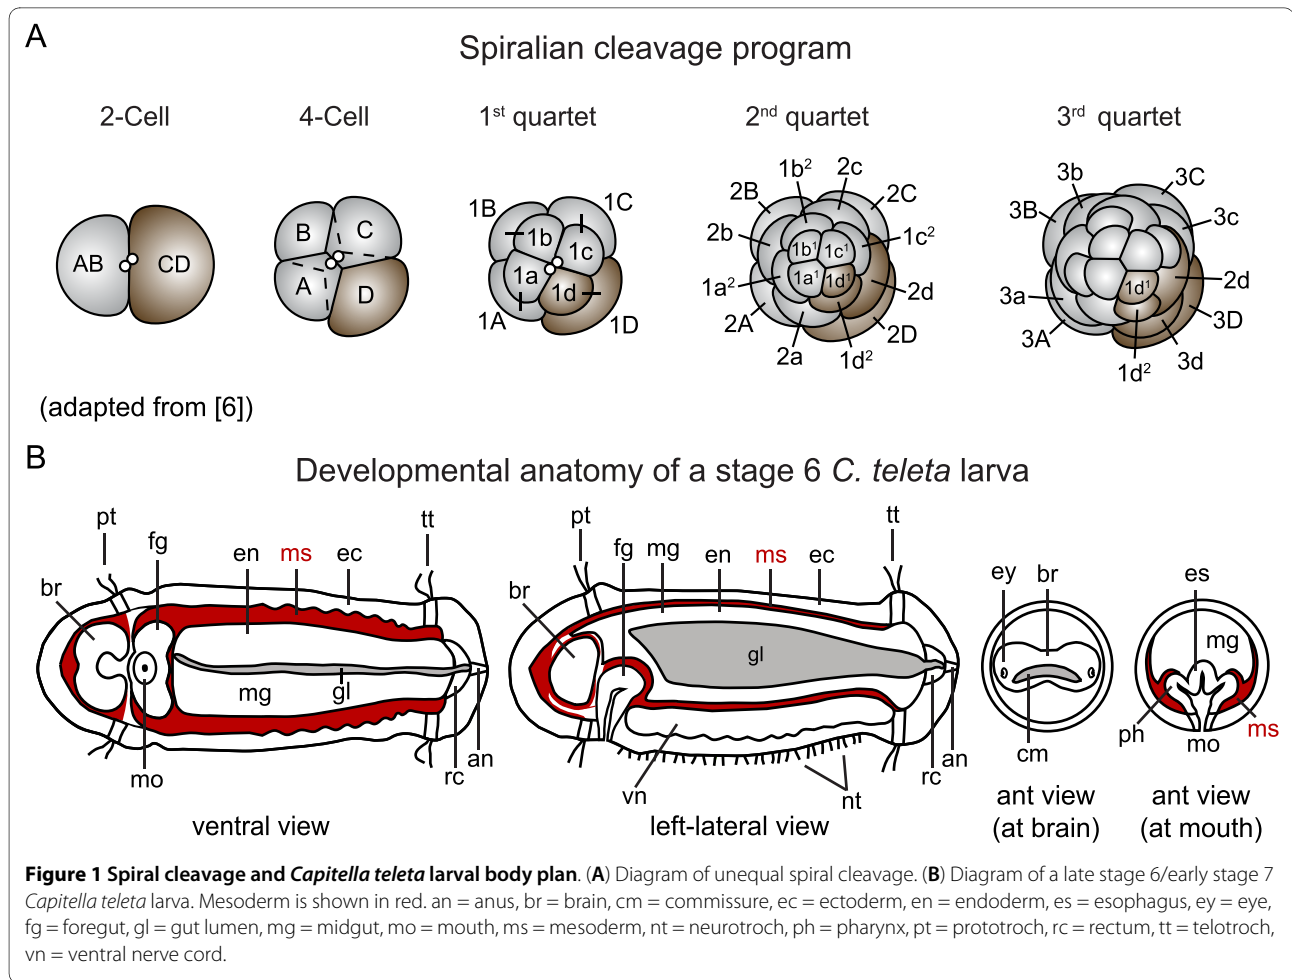 A
Spiralian cleavage program
2-Cell
4-Cell
1st quartet
2nd quartet
3rd quartet
AB
CD
B
C
A
D
1B
1C
1b
1c
1a
1d
1A
1D
1b²
2c
2B
2C
2b
1b¹
1c¹
1c²
1a²
1a¹
1d¹
2d
2A
2D
2a
1d²
3b
3C
3B
3c
3a
1d¹
2d
3A
3D
1d²
3d
(adapted from [6])
B
Developmental anatomy of a stage 6 C. teleta larva
pt
fg
en
ms
ec
tt
br
mg
gl
mo
rc
an
ventral view
pt
fg
mg
en
ms
ec
tt
br
gl
vn
nt
rc
an
left-lateral view
ey
br
cm
ant view
(at brain)
es
mg
ph
mo
ms
ant view
(at mouth)
Figure 1 Spiral cleavage and Capitella teleta larval body plan. (A) Diagram of unequal spiral cleavage. (B) Diagram of a late stage 6/early stage 7
Capitella teleta larva. Mesoderm is shown in red. an = anus, br = brain, cm = commissure, ec = ectoderm, en = endoderm, es = esophagus, ey = eye,
fg = foregut, gl = gut lumen, mg = midgut, mo = mouth, ms = mesoderm, nt = neurotroch, ph = pharynx, pt = prototroch, rc = rectum, tt = telotroch,
vn = ventral nerve cord.